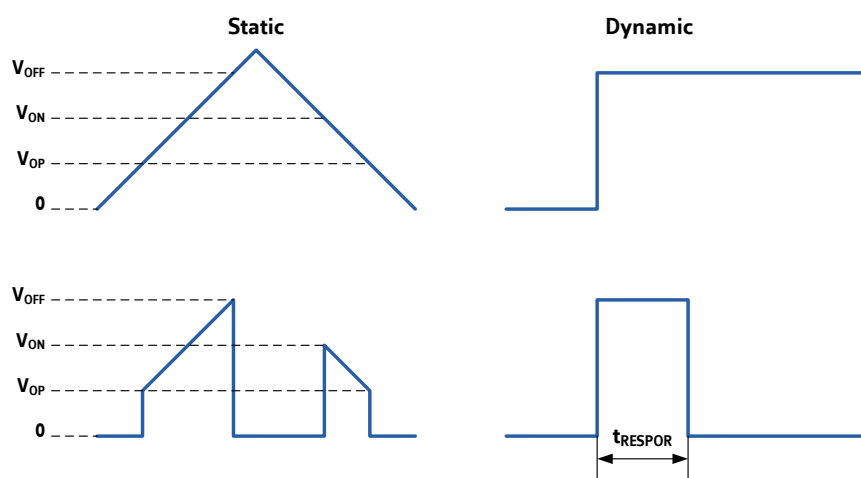 Static
Dynamic
VOFF
VON
VOP
0
VOFF
VON
VOP
0
tRESPOR